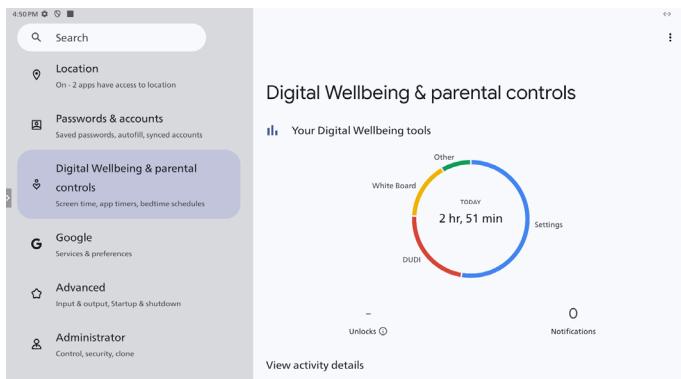 4:50 PM
Search
Location
On - 2 apps have access to location
Passwords & accounts
Saved passwords, autofill, synced accounts
Digital Wellbeing & parental
controls
Screen time, app timers, bedtime schedules
Google
Services & preferences
Advanced
Input & output, Startup & shutdown
Administrator
Control, security, clone
Digital Wellbeing & parental controls
Your Digital Wellbeing tools
Other
White Board
TODAY
2 hr, 51 min
Settings
DUDI
–
0
Unlocks
Notifications
View activity details